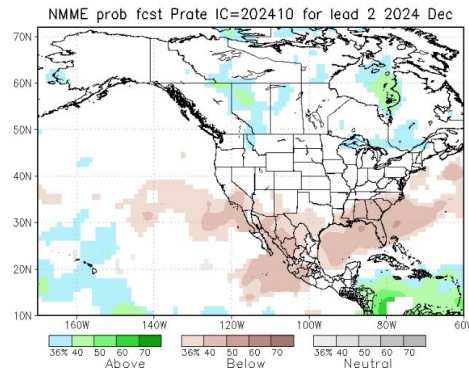 NMME prob fcst Prate IC=202410 for lead 2 2024 Dec
70N
60N
50N
40N
30N
20N
10N
160W 140W 120W 100W 80W 60W
36% 40 50 60 70 36% 40 50 60 70 36% 40 50 60 70
Above Below Neutral